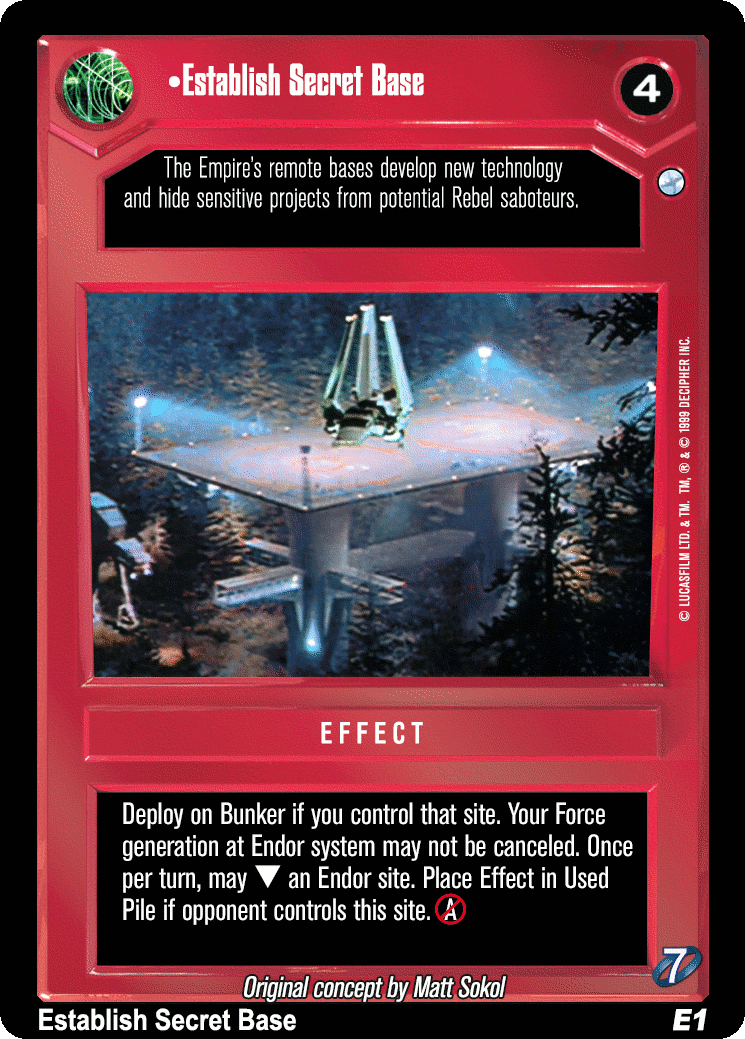 •Establish Secret Base
4
The Empire's remote bases develop new technology
and hide sensitive projects from potential Rebel saboteurs.
© LUCASFILM LTD. & TM. TM, ® & © 1999 DECIPHER INC.
EFFECT
Deploy on Bunker if you control that site. Your Force
generation at Endor system may not be canceled. Once
per turn, may ▼ an Endor site. Place Effect in Used
Pile if opponent controls this site. A
7
Original concept by Matt Sokol
Establish Secret Base
E1